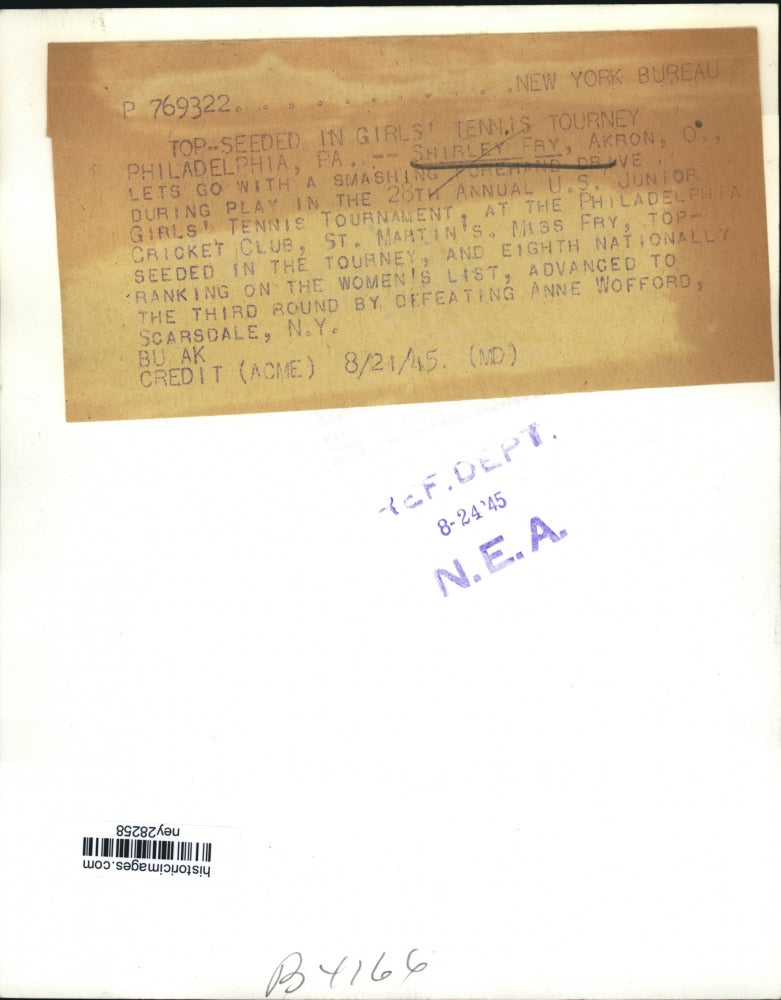 P 769322. . . . . . . . . . . . .NEW YORK BUREAU
TOP-SEEDED IN GIRLS' TENNIS TOURNEY
PHILADELPHIA, PA. -- SHIRLEY FRY, AKRON, O.,
LETS GO WITH A SMASHING FOREHAND DRIVE
DURING PLAY IN THE 28TH ANNUAL U.S. JUNIOR
GIRLS' TENNIS TOURNAMENT, AT THE PHILADELPHIA
CRICKET CLUB, ST. MARTIN'S. MISS FRY, TOP-
SEEDED IN THE TOURNEY, AND EIGHTH NATIONALLY
RANKING ON THE WOMEN'S LIST, ADVANCED TO
THE THIRD ROUND BY DEFEATING ANNE WOFFORD,
SCARSDALE, N.Y.
BU AK
CREDIT (ACME) 8/21/45. (MD)
REF. DEPT.
8-24'45
N.E.A.
historicimages.com
ney28258
B4166